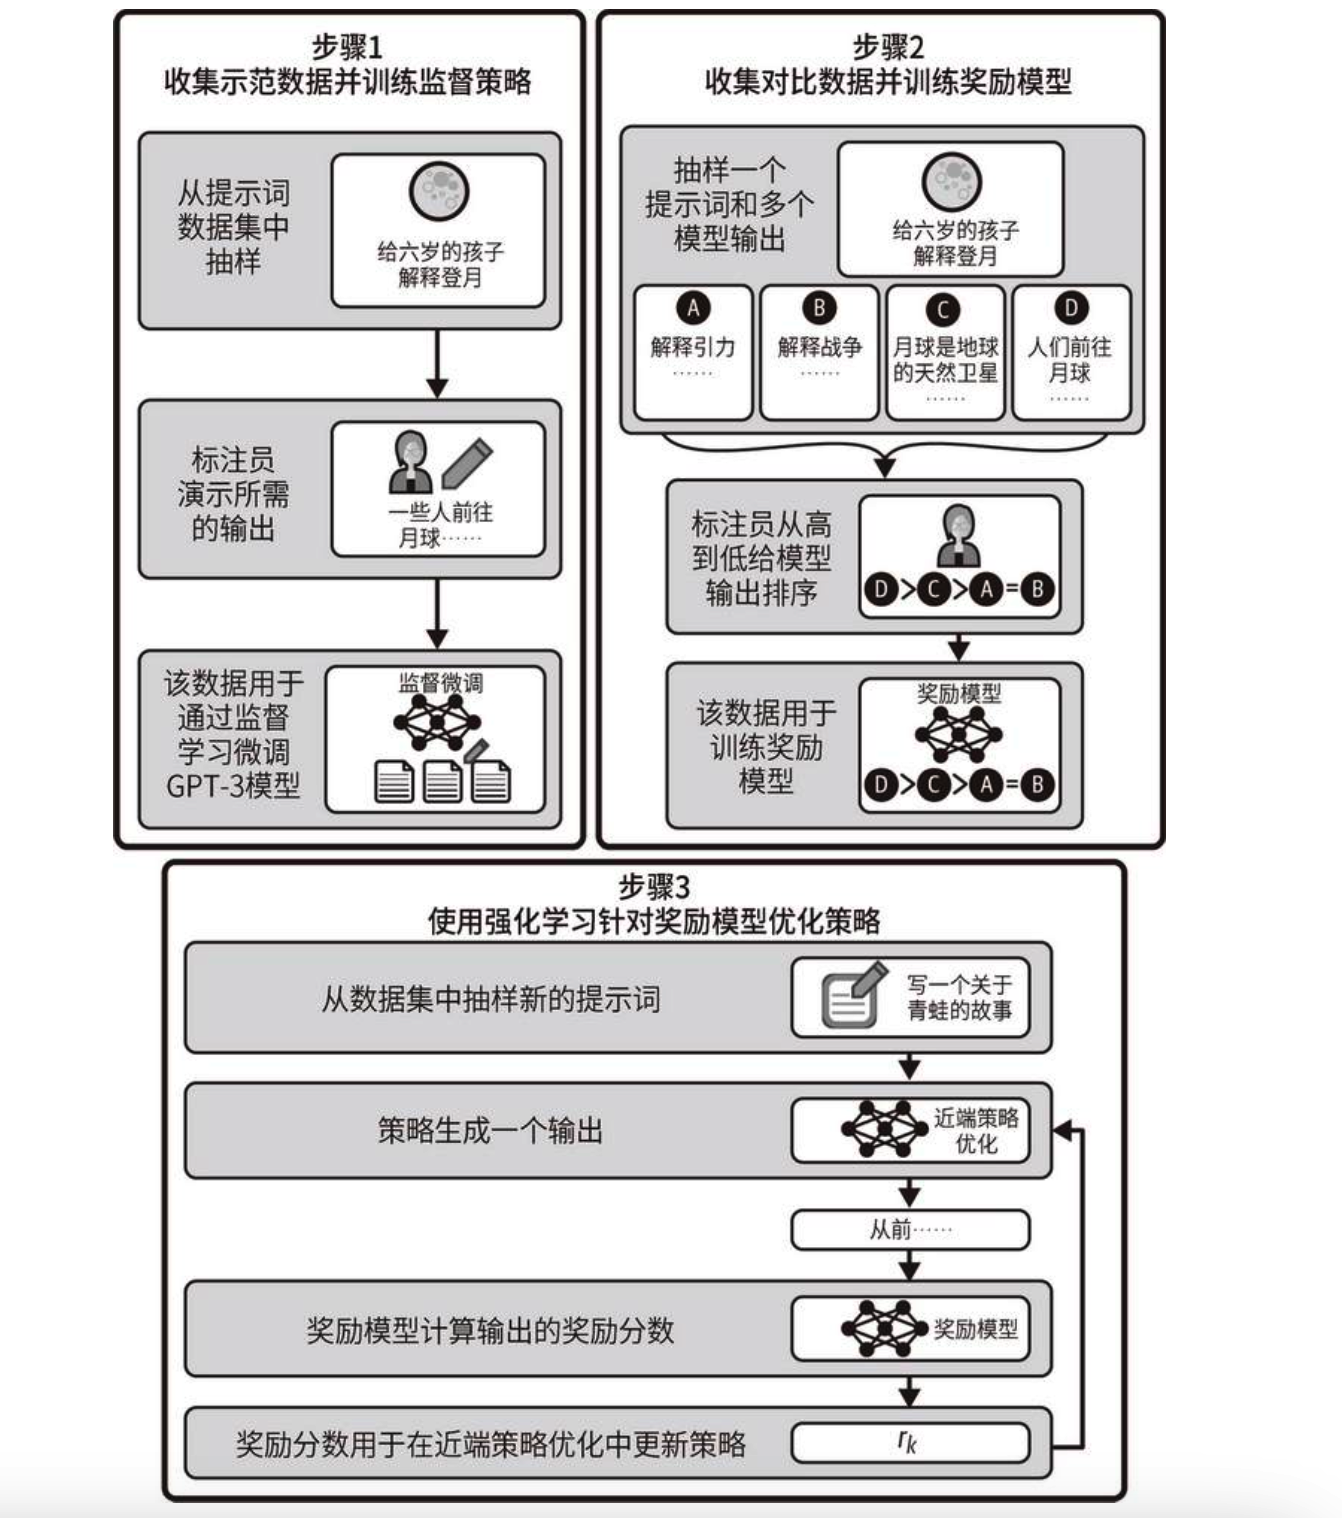 步骤1
收集示范数据并训练监督策略
从提示词
数据集中
抽样
给六岁的孩子
解释登月
标注员
演示所需
的输出
一些人前往
月球……
该数据用于
通过监督
学习微调
GPT-3模型
监督微调
步骤2
收集对比数据并训练奖励模型
抽样一个
提示词和多个
模型输出
给六岁的孩子
解释登月
A
解释引力
……
B
解释战争
……
C
月球是地球
的天然卫星
……
D
人们前往
月球
……
标注员从高
到低给模型
输出排序
D>C>A=B
该数据用于
训练奖励
模型
奖励模型
D>C>A=B
步骤3
使用强化学习针对奖励模型优化策略
从数据集中抽样新的提示词
写一个关于
青蛙的故事
策略生成一个输出
近端策略
优化
从前……
奖励模型计算输出的奖励分数
奖励模型
奖励分数用于在近端策略优化中更新策略
rk